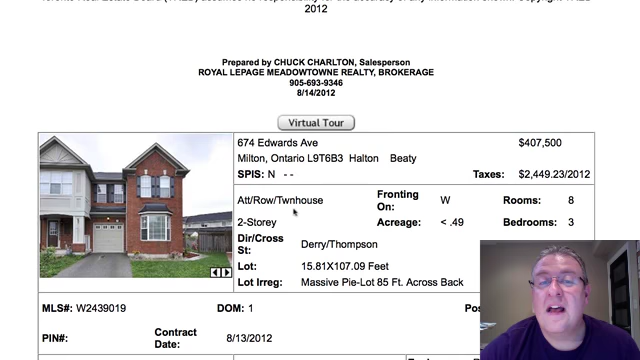 2012
Prepared by CHUCK CHARLTON, Salesperson
ROYAL LEPAGE MEADOWTOWNE REALTY, BROKERAGE
905-693-9346
8/14/2012
Virtual Tour
674 Edwards Ave $407,500
Milton, Ontario L9T6B3 Halton Beaty
SPIS: N - - Taxes: $2,449.23/2012
Att/Row/Twnhouse Fronting On: W Rooms: 8
2-Storey Acreage: < .49 Bedrooms: 3
Dir/Cross St: Derry/Thompson
Lot: 15.81X107.09 Feet
Lot Irreg: Massive Pie-Lot 85 Ft. Across Back
MLS#: W2439019 DOM: 1
PIN#: Contract Date: 8/13/2012